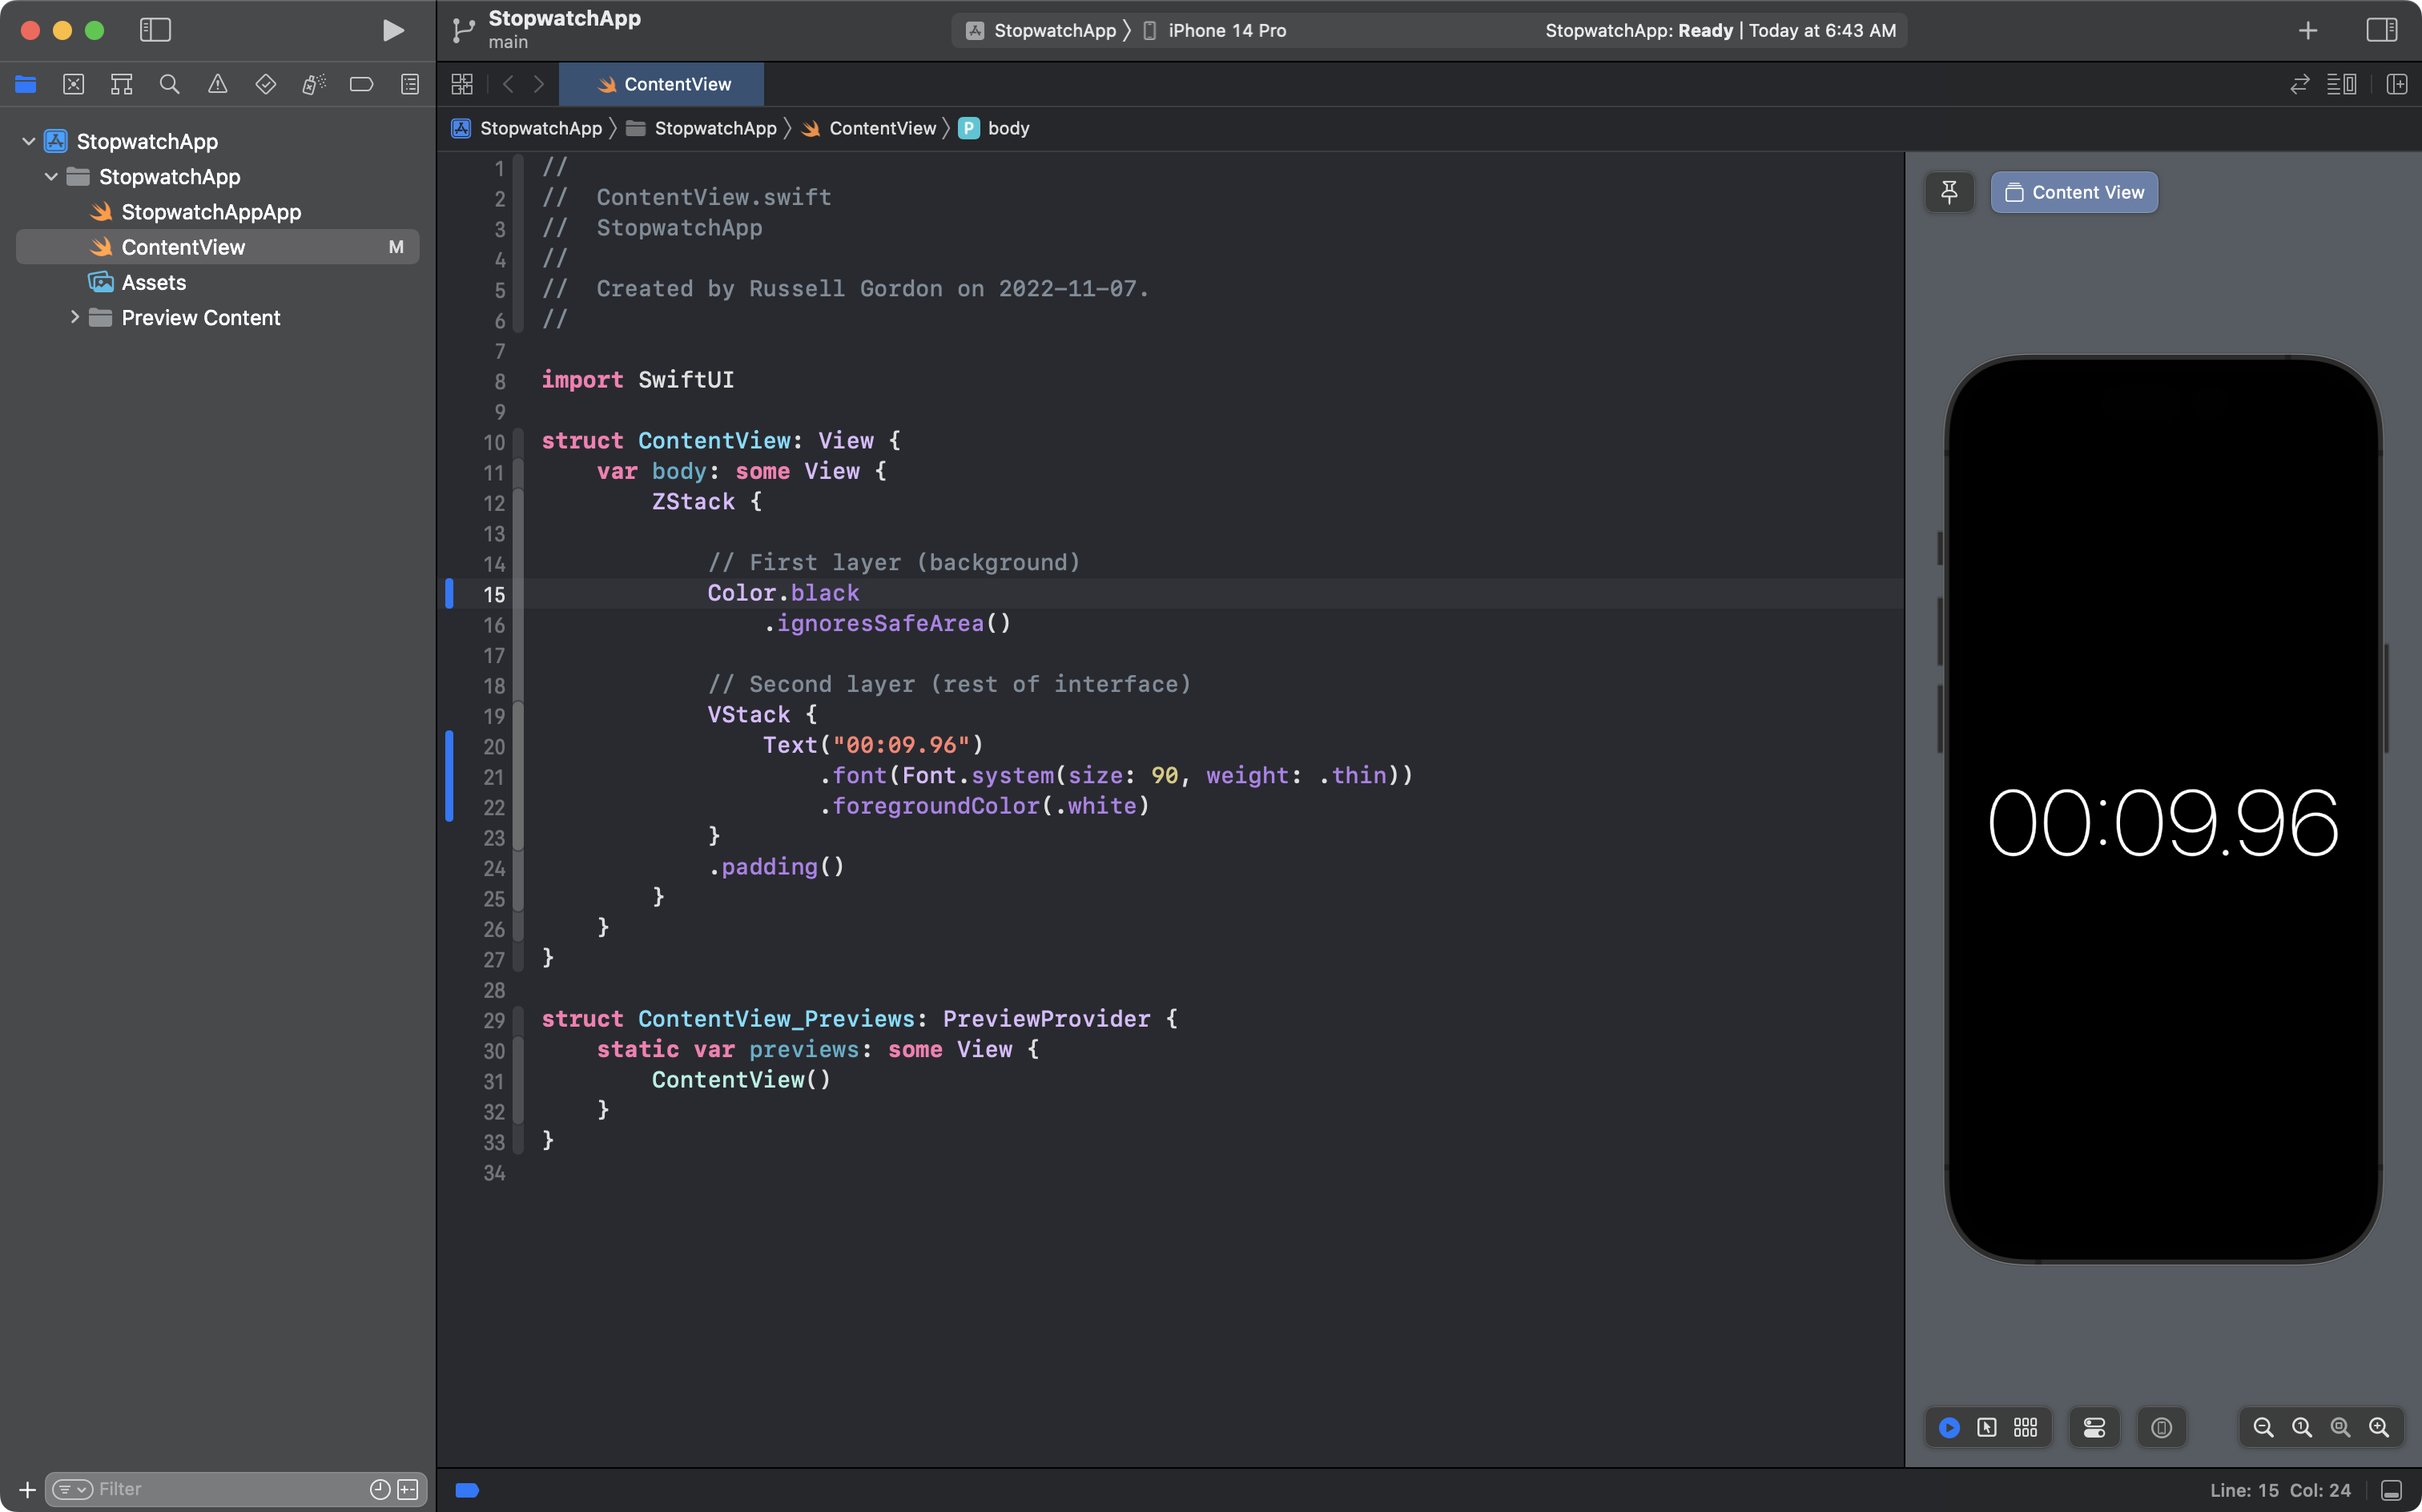 StopwatchApp
main
StopwatchApp 〉 iPhone 14 Pro
StopwatchApp: Ready | Today at 6:43 AM
ContentView
StopwatchApp 〉 StopwatchApp 〉 ContentView 〉 P body
StopwatchApp
StopwatchApp
StopwatchAppApp
ContentView M
Assets
Preview Content
1 //
2 //  ContentView.swift
3 //  StopwatchApp
4 //
5 //  Created by Russell Gordon on 2022-11-07.
6 //
7
8 import SwiftUI
9
10 struct ContentView: View {
11     var body: some View {
12         ZStack {
13
14             // First layer (background)
15             Color.black
16                 .ignoresSafeArea()
17
18             // Second layer (rest of interface)
19             VStack {
20                 Text("00:09.96")
21                     .font(Font.system(size: 90, weight: .thin))
22                     .foregroundColor(.white)
23             }
24             .padding()
25         }
26     }
27 }
28
29 struct ContentView_Previews: PreviewProvider {
30     static var previews: some View {
31         ContentView()
32     }
33 }
34
Content View
00:09.96
Filter
Line: 15 Col: 24